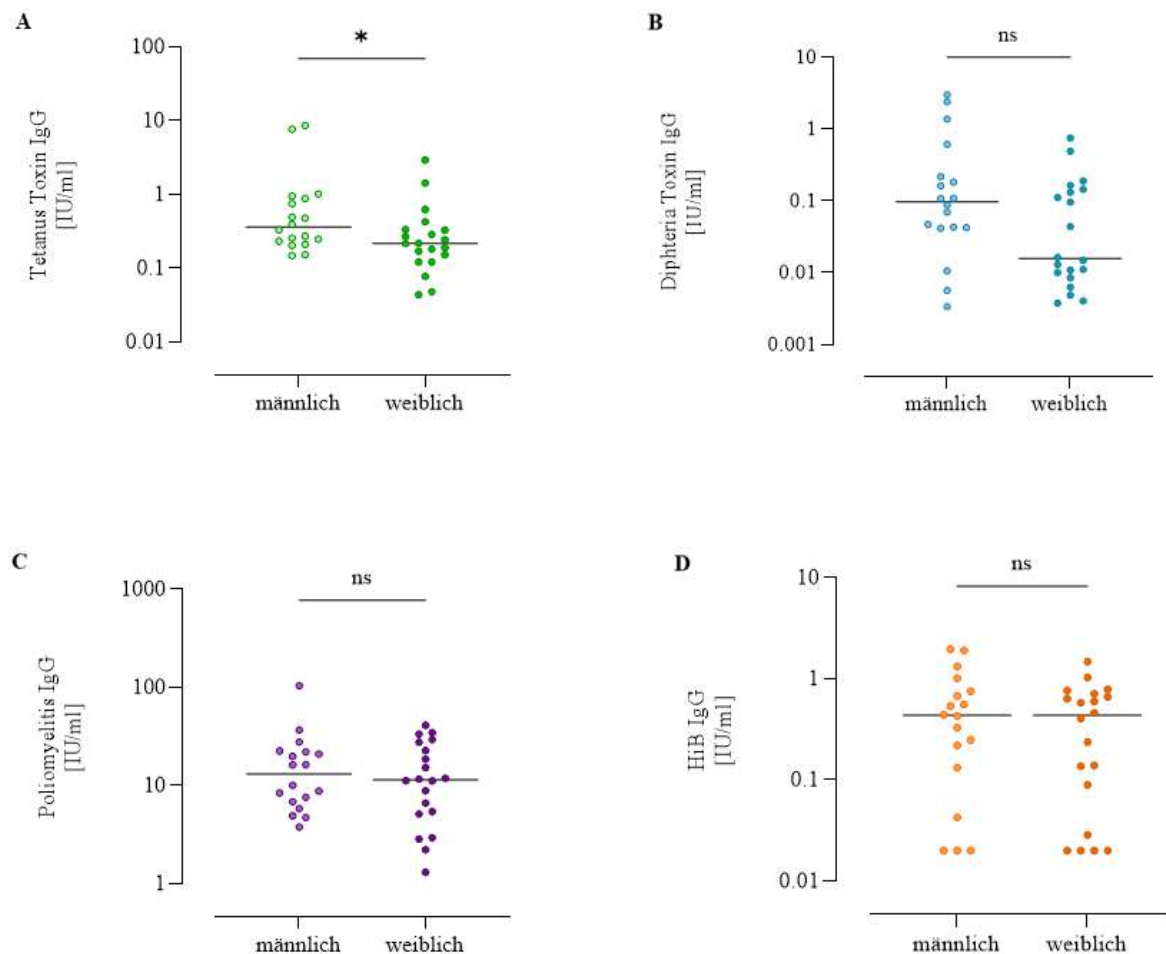 A
Tetanus Toxin IgG
[IU/ml]
100
10
1
0.1
0.01
*
männlich
weiblich
B
Diphteria Toxin IgG
[IU/ml]
10
1
0.1
0.01
0.001
ns
männlich
weiblich
C
Poliomyelitis IgG
[IU/ml]
1000
100
10
1
ns
männlich
weiblich
D
HiB IgG
[IU/ml]
10
1
0.1
0.01
ns
männlich
weiblich